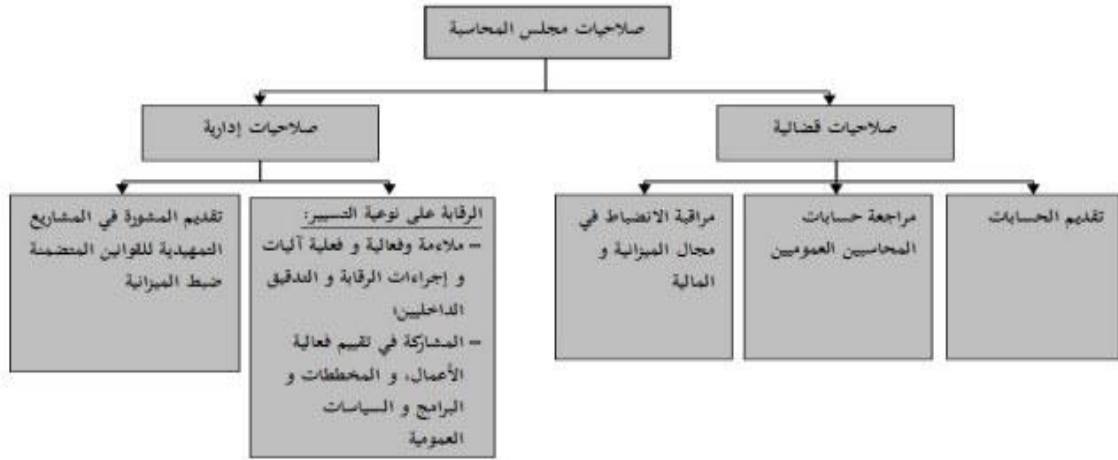 صلاحيات مجلس المحاسبة
صلاحيات قضائية
صلاحيات إدارية
تقديم الحسابات
مراجعة حسابات
المحاسبين العموميين
مراقبة الانضباط في
مجال الميزانية و
المالية
الرقابة على نوعية التسيير:
– ملاءمة وفعالية و فعلية آليات
و إجراءات الرقابة و التدقيق
الداخليين؛
– المشاركة في تقييم فعالية
الأعمال، و المخططات و
البرامج و السياسات
العمومية
تقديم المشورة في المشاريع
التمهيدية للقوانين المتضمنة
ضبط الميزانية